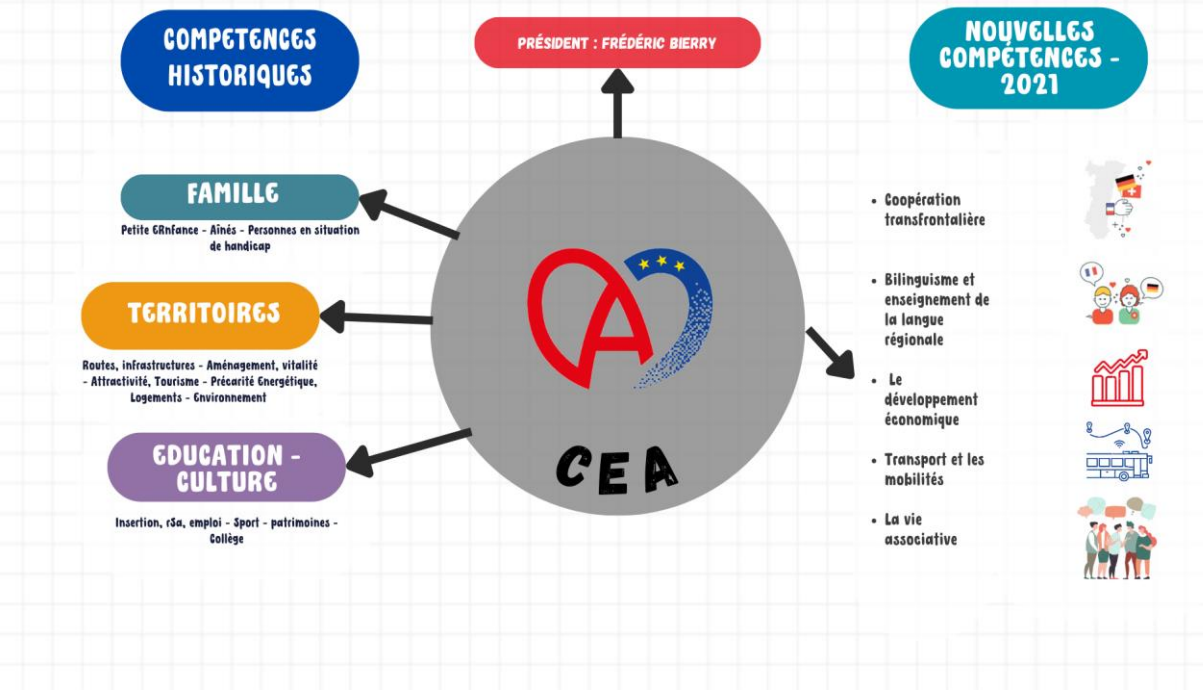 COMPETENCES
HISTORIQUES
PRÉSIDENT : FRÉDÉRIC BIERRY
NOUVELLES
COMPÉTENCES -
2021
FAMILLE
Petite ERnfance - Aînés - Personnes en situation
de handicap
TERRITOIRES
Routes, infrastructures - Aménagement, vitalité
- Attractivité, Tourisme - Précarité Energétique,
Logements - Environnement
EDUCATION -
CULTURE
Insertion, rSa, emploi - Sport - patrimoines -
Collège
A
CEA
• Coopération
transfrontalière
• Bilinguisme et
enseignement de
la langue
régionale
• Le
développement
économique
• Transport et les
mobilités
• La vie
associative